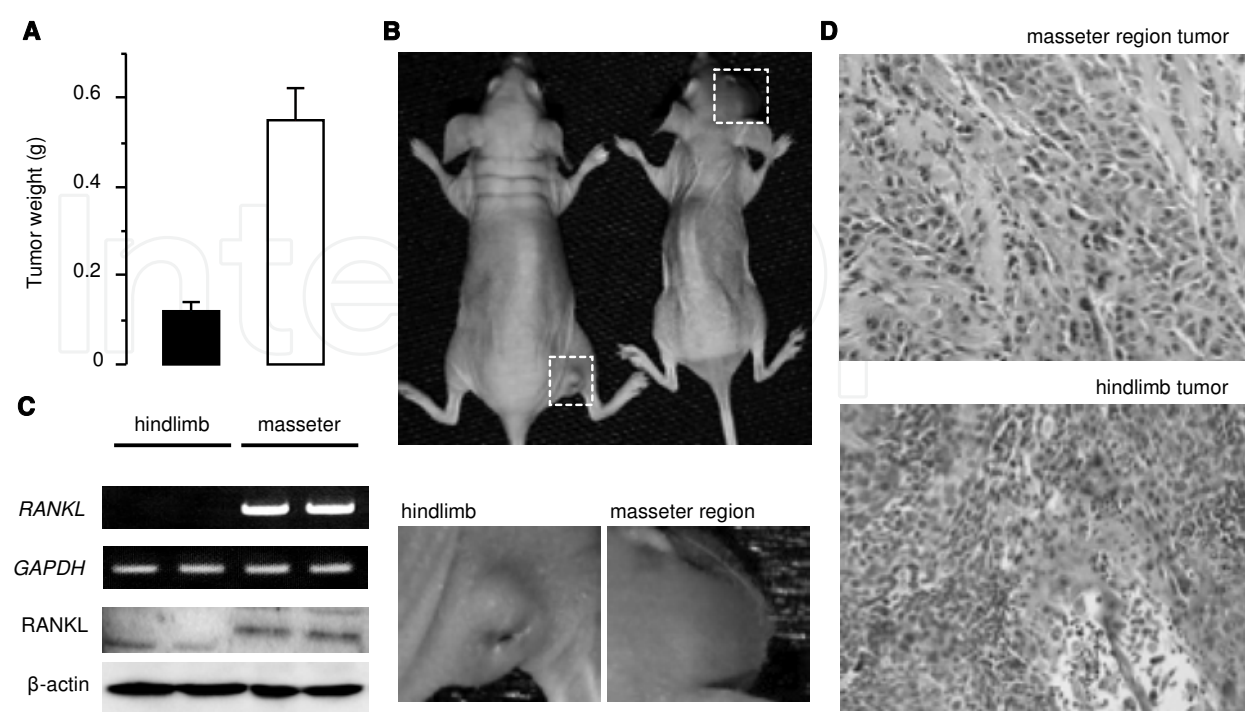 A
Tumor weight (g)
0.6
0.4
0.2
0
B
hindlimb
masseter region
C
hindlimb masseter
RANKL
GAPDH
RANKL
β-actin
D
masseter region tumor
hindlimb tumor